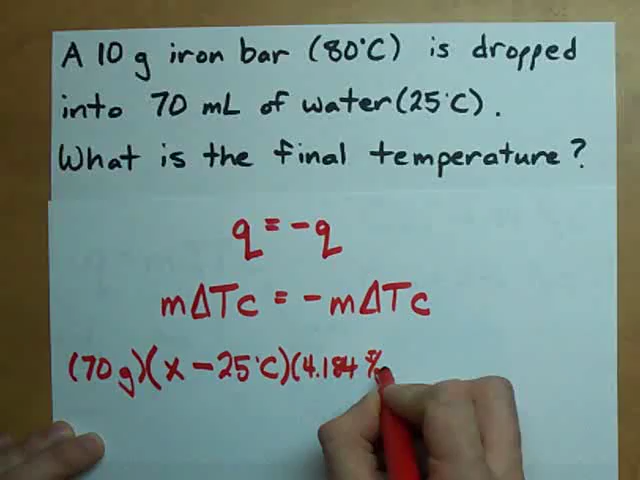 A 10 g iron bar (80°C) is dropped
into 70 mL of water (25°C).
What is the final temperature?
q = -q
mΔTc = -mΔTc
(70 g)(x - 25°C)(4.184